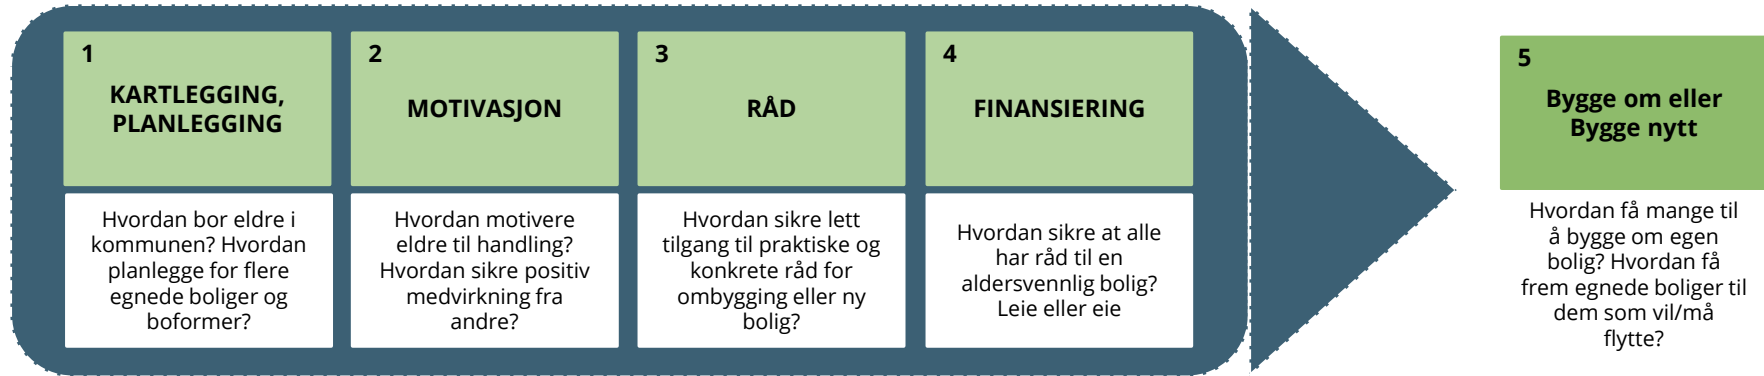 1
KARTLEGGING,
PLANLEGGING
Hvordan bor eldre i
kommunen? Hvordan
planlegge for flere
egnede boliger og
boformer?
2
MOTIVASJON
Hvordan motivere
eldre til handling?
Hvordan sikre positiv
medvirkning fra
andre?
3
RÅD
Hvordan sikre lett
tilgang til praktiske og
konkrete råd for
ombygging eller ny
bolig?
4
FINANSIERING
Hvordan sikre at alle
har råd til en
aldersvennlig bolig?
Leie eller eie
5
Bygge om eller
Bygge nytt
Hvordan få mange til
å bygge om egen
bolig? Hvordan få
frem egnede boliger til
dem som vil/må
flytte?